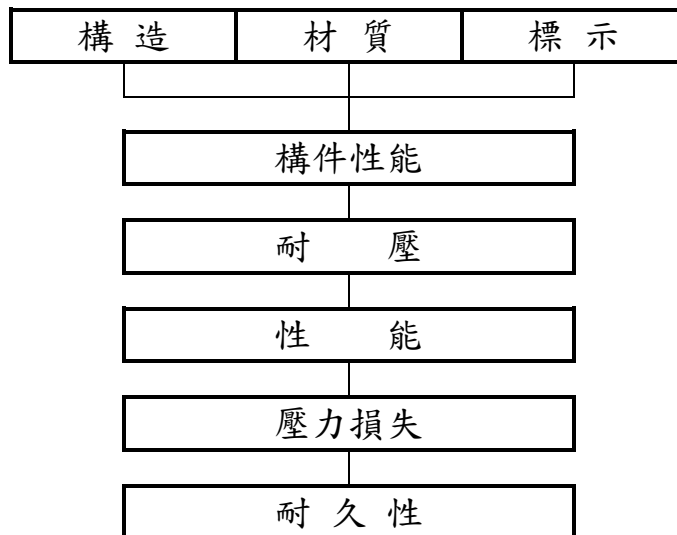 構造 材質 標示
構件性能
耐壓
性能
壓力損失
耐久性